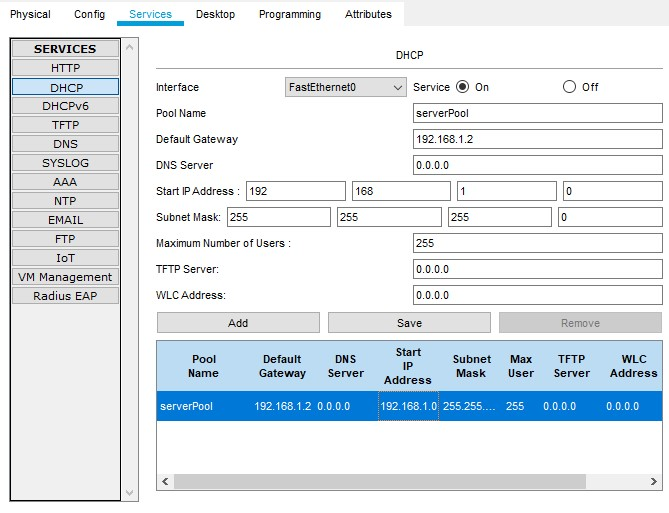 Physical Config Services Desktop Programming Attributes
SERVICES
HTTP
DHCP
DHCPv6
TFTP
DNS
SYSLOG
AAA
NTP
EMAIL
FTP
IoT
VM Management
Radius EAP
DHCP
Interface FastEthernet0 Service On Off
Pool Name serverPool
Default Gateway 192.168.1.2
DNS Server 0.0.0.0
Start IP Address : 192 168 1 0
Subnet Mask: 255 255 255 0
Maximum Number of Users : 255
TFTP Server: 0.0.0.0
WLC Address: 0.0.0.0
Add Save Remove
Pool Name Default Gateway DNS Server Start IP Address Subnet Mask Max User TFTP Server WLC Address
serverPool 192.168.1.2 0.0.0.0 192.168.1.0 255.255.... 255 0.0.0.0 0.0.0.0